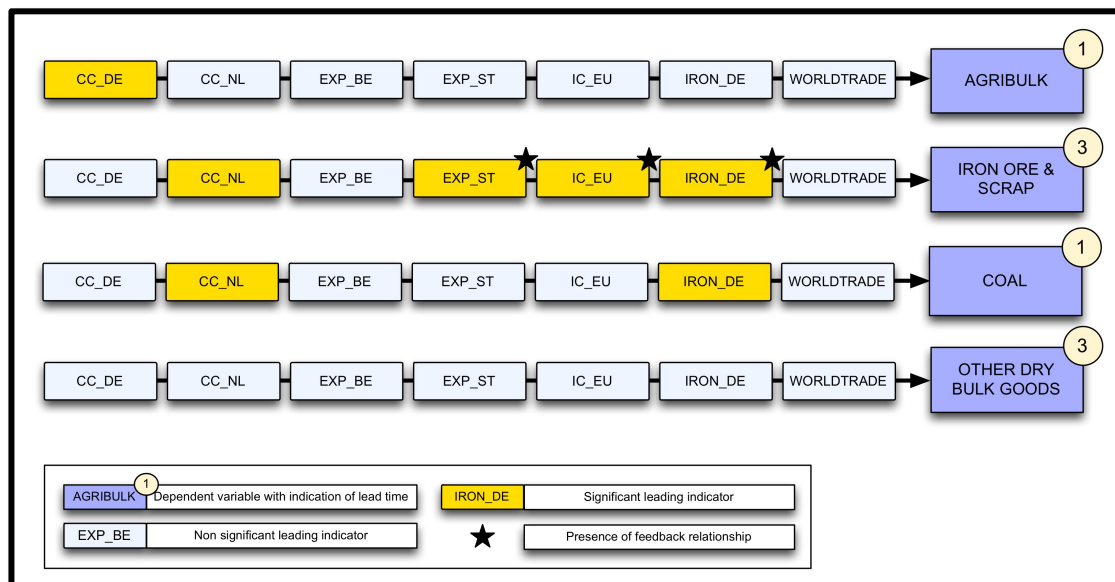 CC_DE CC_NL EXP_BE EXP_ST IC_EU IRON_DE WORLDTRADE AGRIBULK 1
CC_DE CC_NL EXP_BE EXP_ST IC_EU IRON_DE WORLDTRADE IRON ORE & 3
SCRAP
CC_DE CC_NL EXP_BE EXP_ST IC_EU IRON_DE WORLDTRADE COAL 1
CC_DE CC_NL EXP_BE EXP_ST IC_EU IRON_DE WORLDTRADE OTHER DRY 3
BULK GOODS
AGRIBULK 1 Dependent variable with indication of lead time IRON_DE Significant leading indicator
EXP_BE Non significant leading indicator Presence of feedback relationship